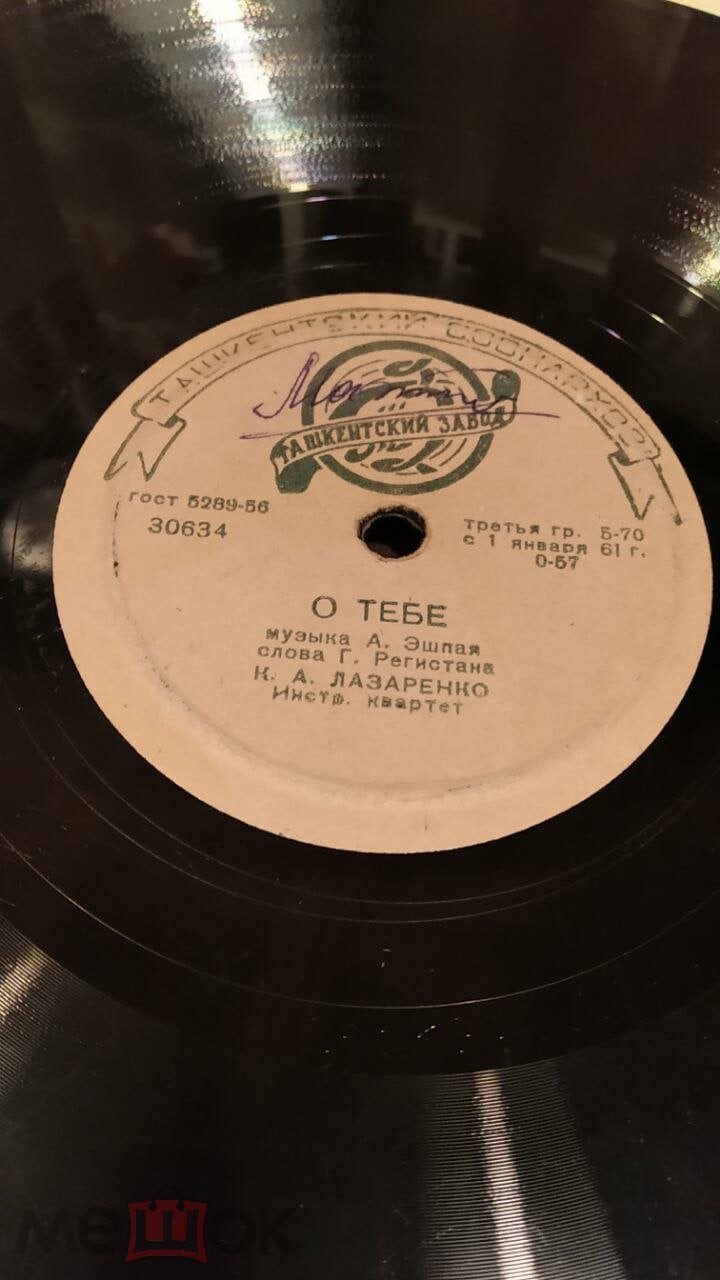 ТАШКЕНТСКИЙ СОВНАРХОЗ
ТАШКЕНТСКИЙ ЗАВОД
ГОСТ 5289-56
30634
третья гр. 5-70
с 1 января 61 г.
0-57
О ТЕБЕ
музыка А. Эшпая
слова Г. Регистана
К. А. ЛАЗАРЕНКО
Инстр. квартет
мешок